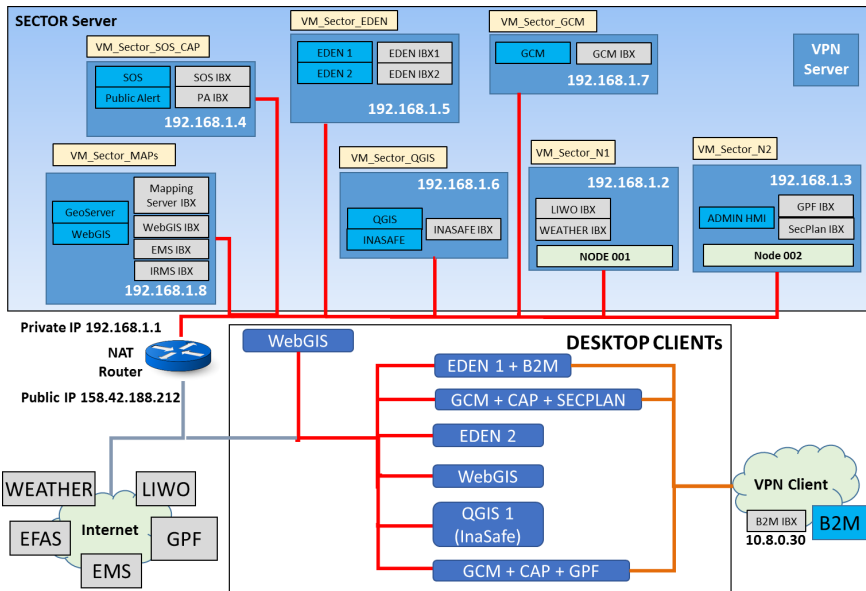 SECTOR Server
VM_Sector_SOS_CAP
SOS
SOS IBX
Public Alert
PA IBX
192.168.1.4
VM_Sector_EDEN
EDEN 1
EDEN IBX1
EDEN 2
EDEN IBX2
192.168.1.5
VM_Sector_GCM
GCM
GCM IBX
192.168.1.7
VPN
Server
VM_Sector_MAPs
GeoServer
WebGIS
Mapping
Server IBX
WebGIS IBX
EMS IBX
IRMS IBX
192.168.1.8
VM_Sector_QGIS
192.168.1.6
QGIS
INASAFE
INASAFE IBX
VM_Sector_N1
192.168.1.2
LIWO IBX
WEATHER IBX
NODE 001
VM_Sector_N2
192.168.1.3
ADMIN HMI
GPF IBX
SecPlan IBX
Node 002
Private IP 192.168.1.1
NAT
Router
Public IP 158.42.188.212
WebGIS
DESKTOP CLIENTs
EDEN 1 + B2M
GCM + CAP + SECPLAN
EDEN 2
WebGIS
QGIS 1
(InaSafe)
GCM + CAP + GPF
WEATHER
LIWO
Internet
EFAS
GPF
EMS
VPN Client
B2M IBX
B2M
10.8.0.30